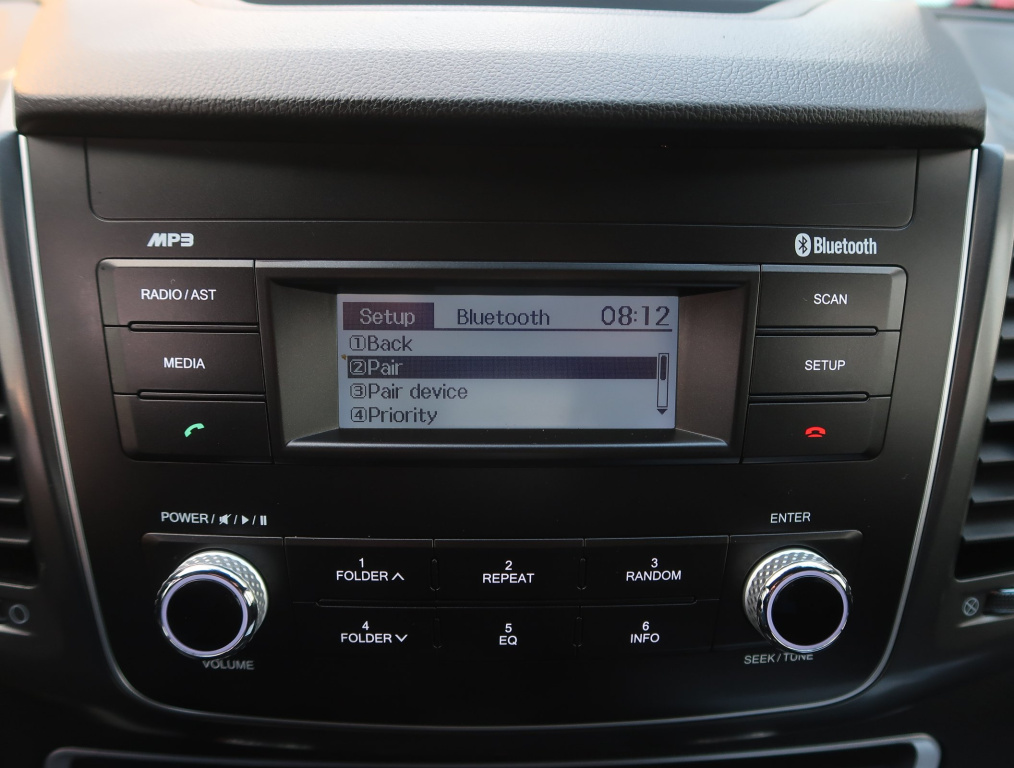 MP3
Bluetooth
RADIO / AST
SCAN
Setup Bluetooth 08:12
①Back
②Pair
③Pair device
④Priority
MEDIA
SETUP
POWER /
ENTER
1
FOLDER
2
REPEAT
3
RANDOM
4
FOLDER
5
EQ
6
INFO
VOLUME
SEEK / TUNE